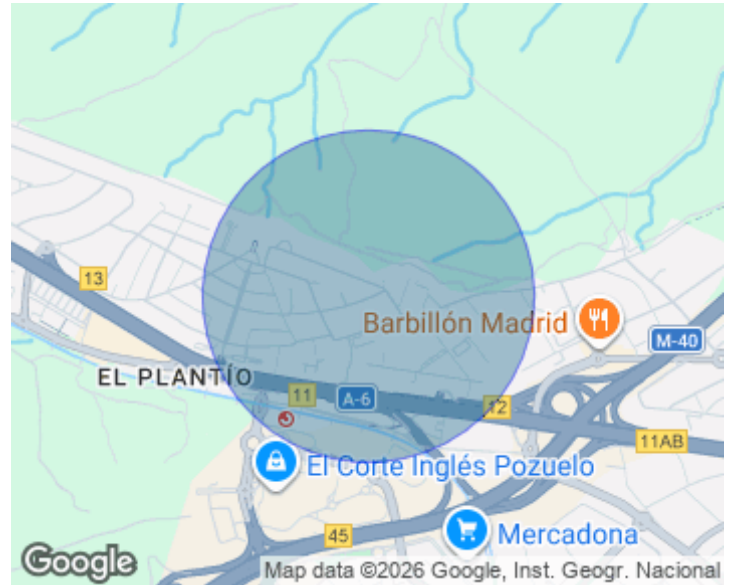 13
Barbillón Madrid
M-40
EL PLANTÍO
11
A-6
12
11AB
El Corte Inglés Pozuelo
45
Mercadona
Google
Map data ©2026 Google, Inst. Geogr. Nacional